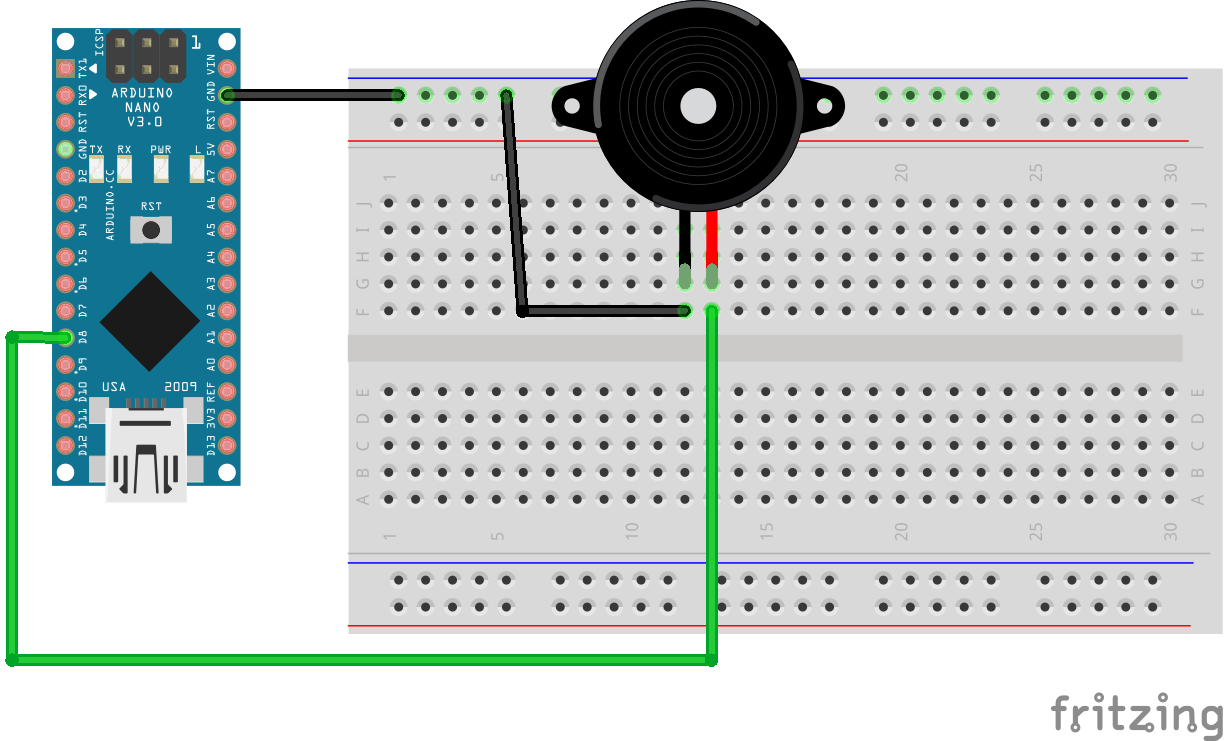 ICSP
1
ARDUINO
NANO
V3.0
TX RX PWR L
RST
ARDUINO.CC
USA 2009
TX1
RX0
RST
GND
D2
D3
D4
D5
D6
D7
D8
D9
D10
D11
D12
VIN
GND
RST
5V
A7
A6
A5
A4
A3
A2
A1
A0
REF
3V3
D13
1 5 20 25 30
J J
I I
H H
G G
F F
E E
D D
C C
B B
A A
1 5 10 15 20 25 30
fritzing